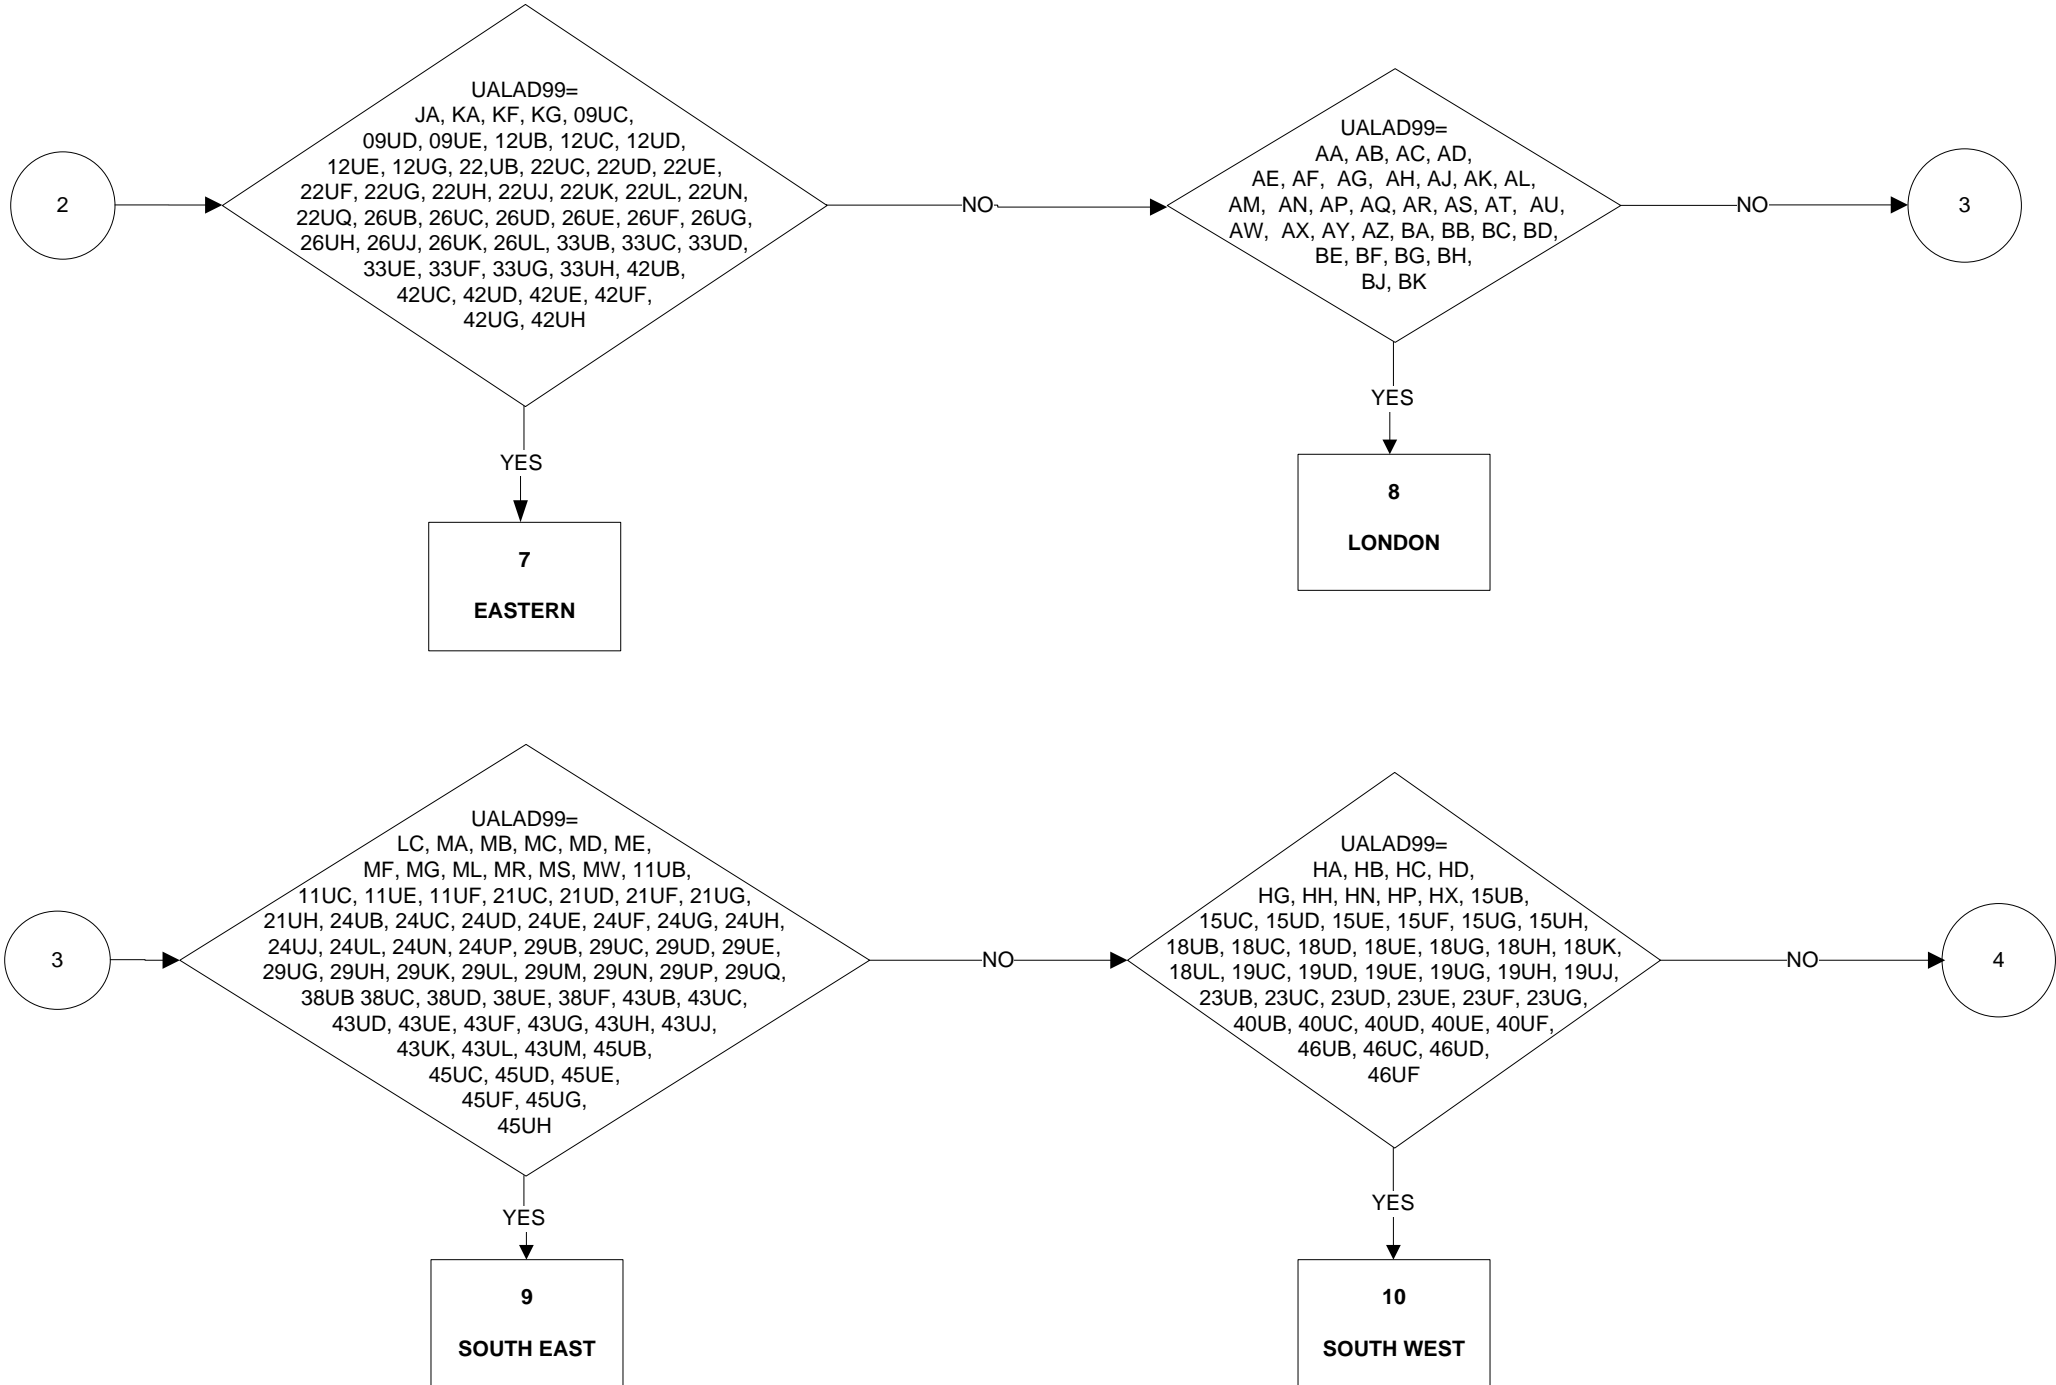 2
UALAD99=
JA, KA, KF, KG, 09UC,
09UD, 09UE, 12UB, 12UC, 12UD,
12UE, 12UG, 22,UB, 22UC, 22UD, 22UE,
22UF, 22UG, 22UH, 22UJ, 22UK, 22UL, 22UN,
22UQ, 26UB, 26UC, 26UD, 26UE, 26UF, 26UG,
26UH, 26UJ, 26UK, 26UL, 33UB, 33UC, 33UD,
33UE, 33UF, 33UG, 33UH, 42UB,
42UC, 42UD, 42UE, 42UF,
42UG, 42UH
NO
UALAD99=
AA, AB, AC, AD,
AE, AF, AG, AH, AJ, AK, AL,
AM, AN, AP, AQ, AR, AS, AT, AU,
AW, AX, AY, AZ, BA, BB, BC, BD,
BE, BF, BG, BH,
BJ, BK
NO
3
YES
7
EASTERN
YES
8
LONDON
3
UALAD99=
LC, MA, MB, MC, MD, ME,
MF, MG, ML, MR, MS, MW, 11UB,
11UC, 11UE, 11UF, 21UC, 21UD, 21UF, 21UG,
21UH, 24UB, 24UC, 24UD, 24UE, 24UF, 24UG, 24UH,
24UJ, 24UL, 24UN, 24UP, 29UB, 29UC, 29UD, 29UE,
29UG, 29UH, 29UK, 29UL, 29UM, 29UN, 29UP, 29UQ,
38UB 38UC, 38UD, 38UE, 38UF, 43UB, 43UC,
43UD, 43UE, 43UF, 43UG, 43UH, 43UJ,
43UK, 43UL, 43UM, 45UB,
45UC, 45UD, 45UE,
45UF, 45UG,
45UH
NO
UALAD99=
HA, HB, HC, HD,
HG, HH, HN, HP, HX, 15UB,
15UC, 15UD, 15UE, 15UF, 15UG, 15UH,
18UB, 18UC, 18UD, 18UE, 18UG, 18UH, 18UK,
18UL, 19UC, 19UD, 19UE, 19UG, 19UH, 19UJ,
23UB, 23UC, 23UD, 23UE, 23UF, 23UG,
40UB, 40UC, 40UD, 40UE, 40UF,
46UB, 46UC, 46UD,
46UF
NO
4
YES
9
SOUTH EAST
YES
10
SOUTH WEST